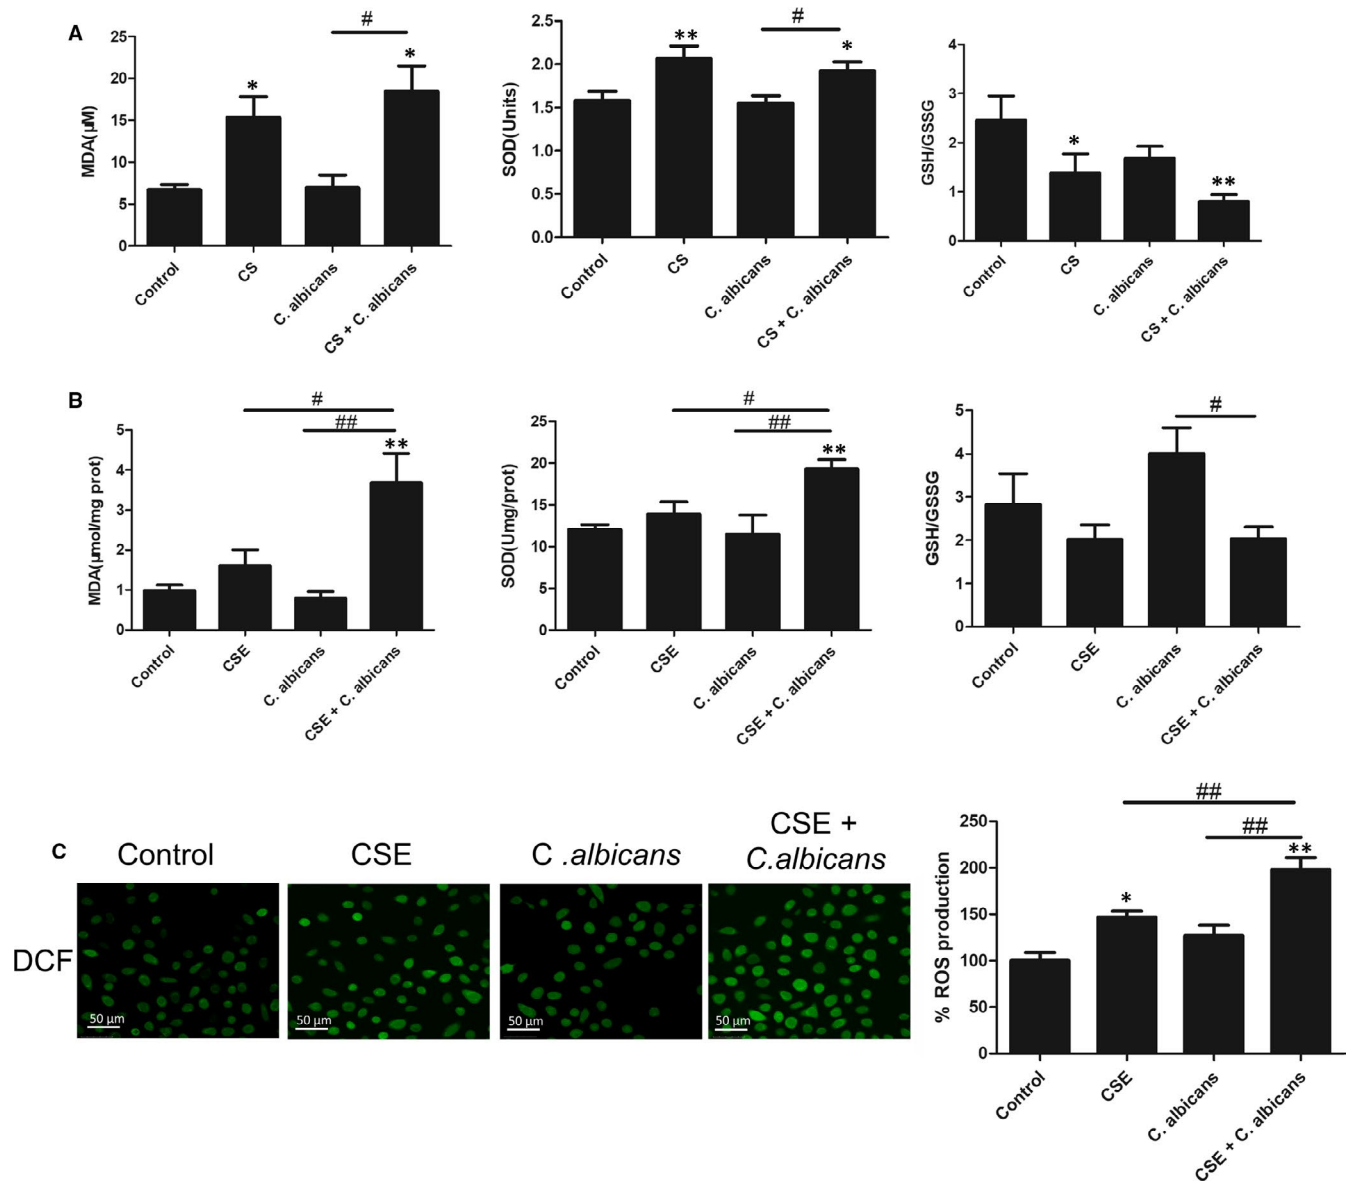 A
MDA(µM)
25
20
15
10
5
0
*
#
*
Control
CS
C. albicans
CS + C. albicans
SOD(Units)
2.5
2.0
1.5
1.0
0.5
0.0
**
#
*
Control
CS
C. albicans
CS + C. albicans
GSH/GSSG
4
3
2
1
0
*
**
Control
CS
C. albicans
CS + C. albicans
B
MDA(µmol/mg prot)
5
4
3
2
1
0
#
##
**
Control
CSE
C. albicans
CSE + C. albicans
SOD(Umg/prot)
25
20
15
10
5
0
#
##
**
Control
CSE
C. albicans
CSE + C. albicans
GSH/GSSG
5
4
3
2
1
0
#
Control
CSE
C. albicans
CSE + C. albicans
C
Control
CSE
C .albicans
CSE +
C.albicans
DCF
50 µm
50 µm
50 µm
50 µm
% ROS production
250
200
150
100
50
0
##
##
*
**
Control
CSE
C. albicans
CSE + C. albicans